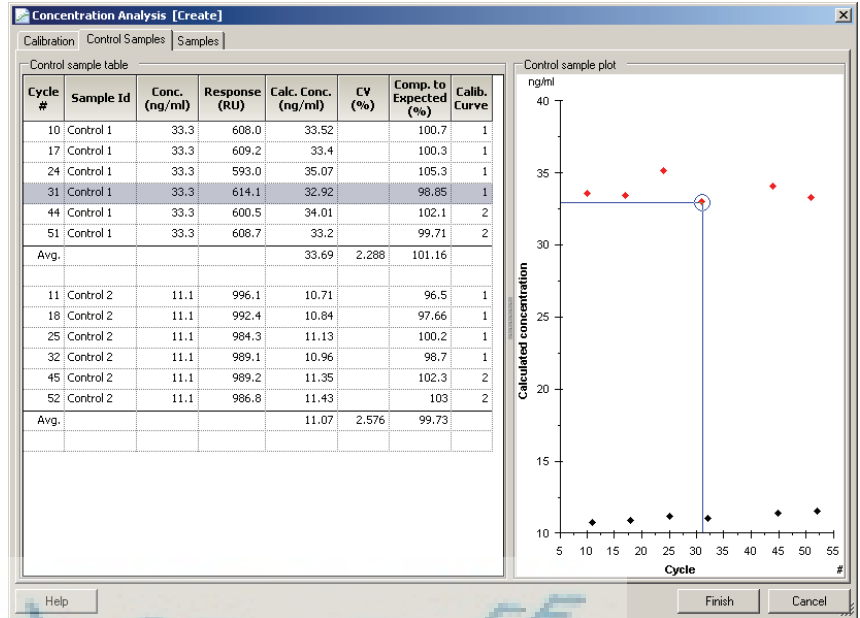 Concentration Analysis [Create]
Calibration Control Samples Samples
Control sample table
Cycle # Sample Id Conc. (ng/ml) Response (RU) Calc. Conc. (ng/ml) CV (%) Comp. to Expected (%) Calib. Curve
10 Control 1 33.3 608.0 33.52 100.7 1
17 Control 1 33.3 609.2 33.4 100.3 1
24 Control 1 33.3 593.0 35.07 105.3 1
31 Control 1 33.3 614.1 32.92 98.85 1
44 Control 1 33.3 600.5 34.01 102.1 2
51 Control 1 33.3 608.7 33.2 99.71 2
Avg. 33.69 2.288 101.16
11 Control 2 11.1 996.1 10.71 96.5 1
18 Control 2 11.1 992.4 10.84 97.66 1
25 Control 2 11.1 984.3 11.13 100.2 1
32 Control 2 11.1 989.1 10.96 98.7 1
45 Control 2 11.1 989.2 11.35 102.3 2
52 Control 2 11.1 986.8 11.43 103 2
Avg. 11.07 2.576 99.73
Control sample plot
ng/ml
40
35
30
25
20
15
10
Calculated concentration
5 10 15 20 25 30 35 40 45 50 55
Cycle #
Help Finish Cancel